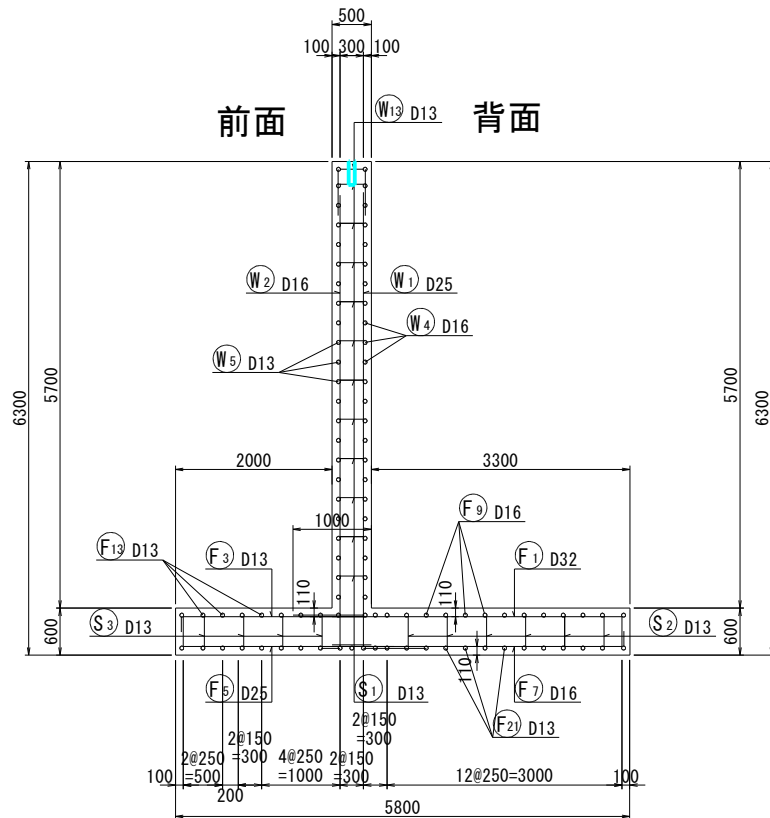 500
100 300 100
前面
W13 D13
背面
W2 D16
W1 D25
W4 D16
W5 D13
6300
5700
5700
6300
2000
3300
1000
F9 D16
F13 D13
F3 D13
F1 D32
110
110
600
S3 D13
S2 D13
600
110
F5 D25
S1 D13
F7 D16
F21 D13
2@150
=300
2@150
=300
2@250
=500
4@250
=1000
2@150
=300
12@250=3000
100
200
100
5800